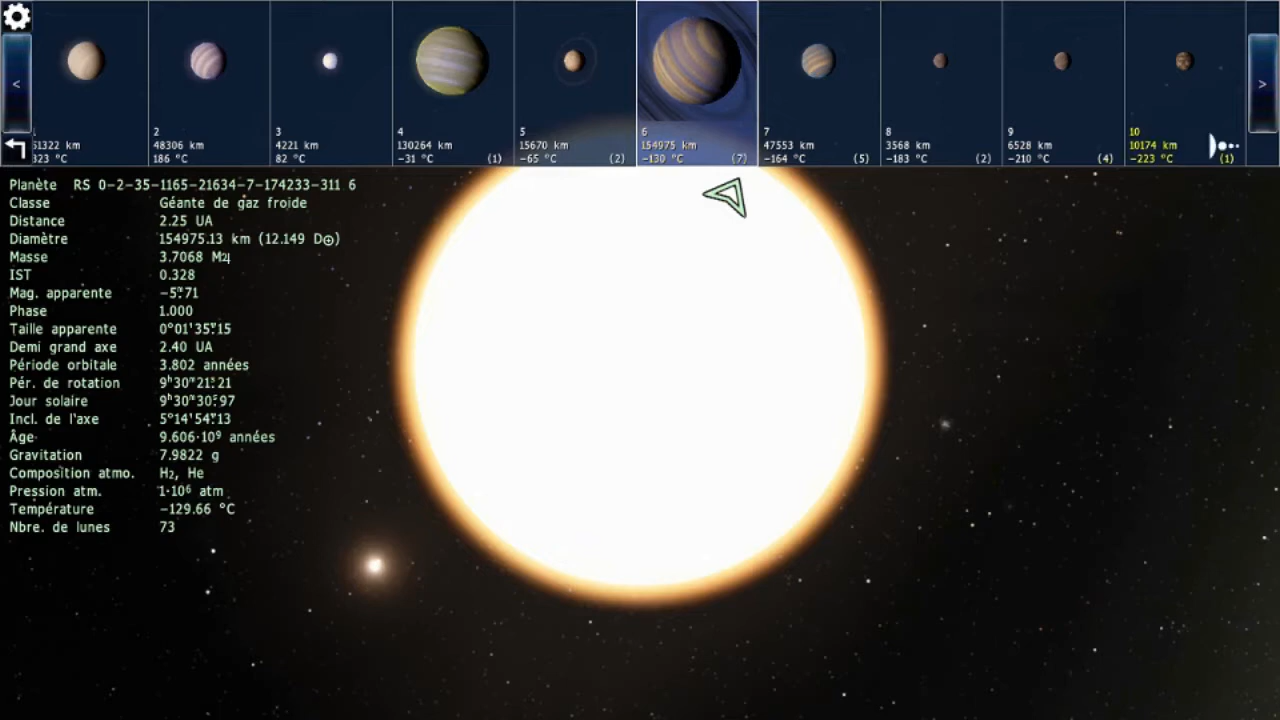 1
51322 km
323 °C
2
48306 km
186 °C
3
4221 km
82 °C
4
130264 km
-31 °C (1)
5
15670 km
-65 °C (2)
6
154975 km
-130 °C (7)
7
47553 km
-164 °C (5)
8
3568 km
-183 °C (2)
9
6528 km
-210 °C (4)
10
10174 km
-223 °C (1)
<
>
Planète RS 0-2-35-1165-21634-7-174233-311 6
Classe Géante de gaz froide
Distance 2.25 UA
Diamètre 154975.13 km (12.149 D⊕)
Masse 3.7068 M♃
IST 0.328
Mag. apparente -5ᵐ.71
Phase 1.000
Taille apparente 0°01'35".15
Demi grand axe 2.40 UA
Période orbitale 3.802 années
Pér. de rotation 9ʰ30ᵐ21ˢ.21
Jour solaire 9ʰ30ᵐ30ˢ.97
Incl. de l'axe 5°14'54".13
Âge 9.606·10⁹ années
Gravitation 7.9822 g
Composition atmo. H₂, He
Pression atm. 1·10⁶ atm
Température -129.66 °C
Nbre. de lunes 73